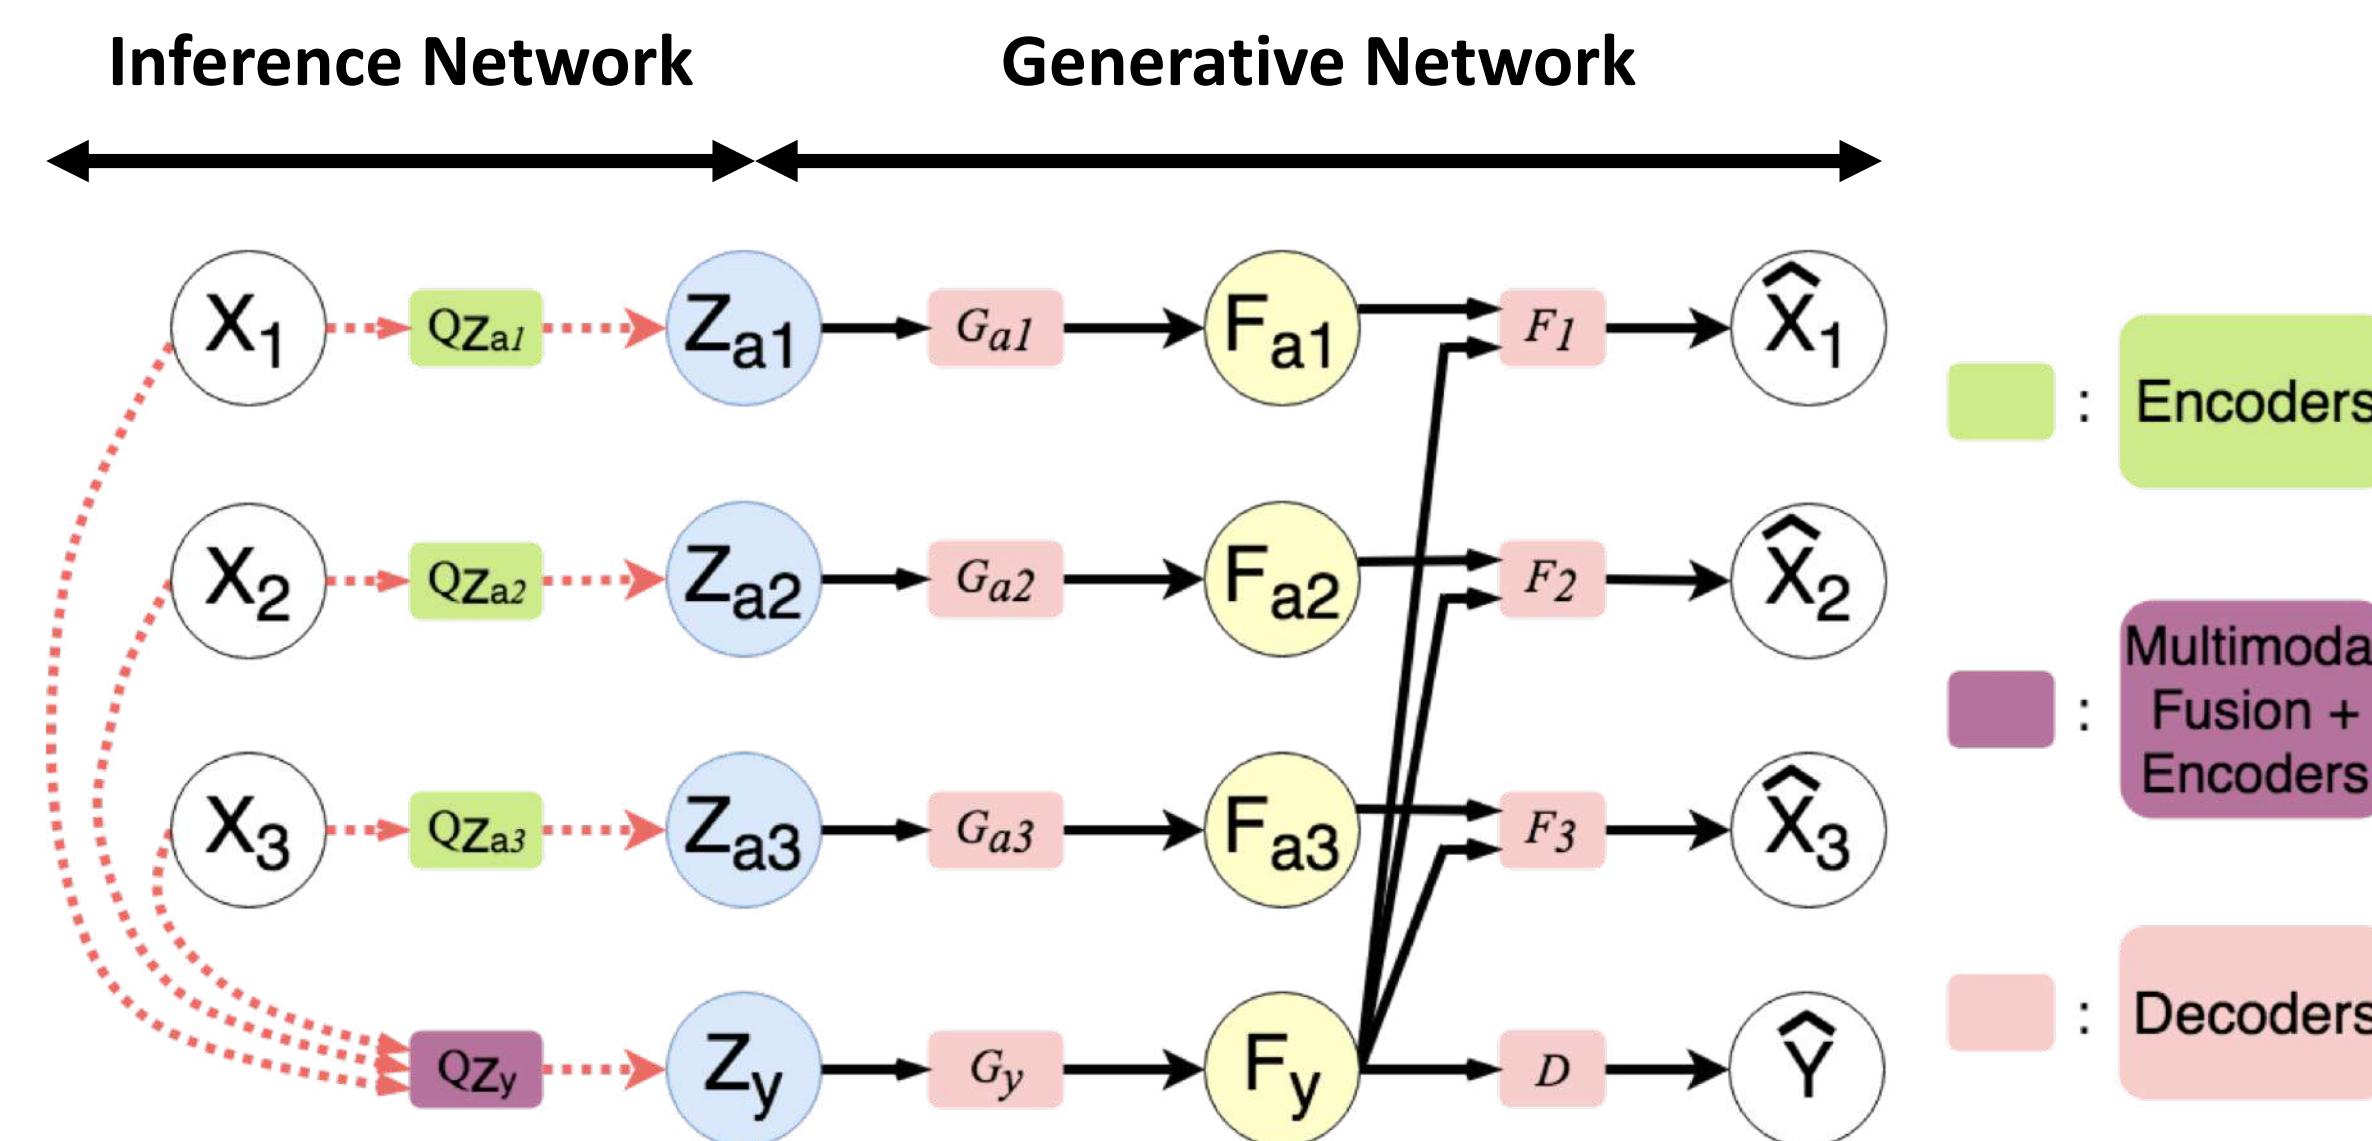 Inference Network
Generative Network
X1 Qza1 Za1 Ga1 Fa1 F1 X̂1
X2 Qza2 Za2 Ga2 Fa2 F2 X̂2
X3 Qza3 Za3 Ga3 Fa3 F3 X̂3
Qzy Zy Gy Fy D Ŷ
: Encoders
: Multimoda
Fusion +
Encoders
: Decoders